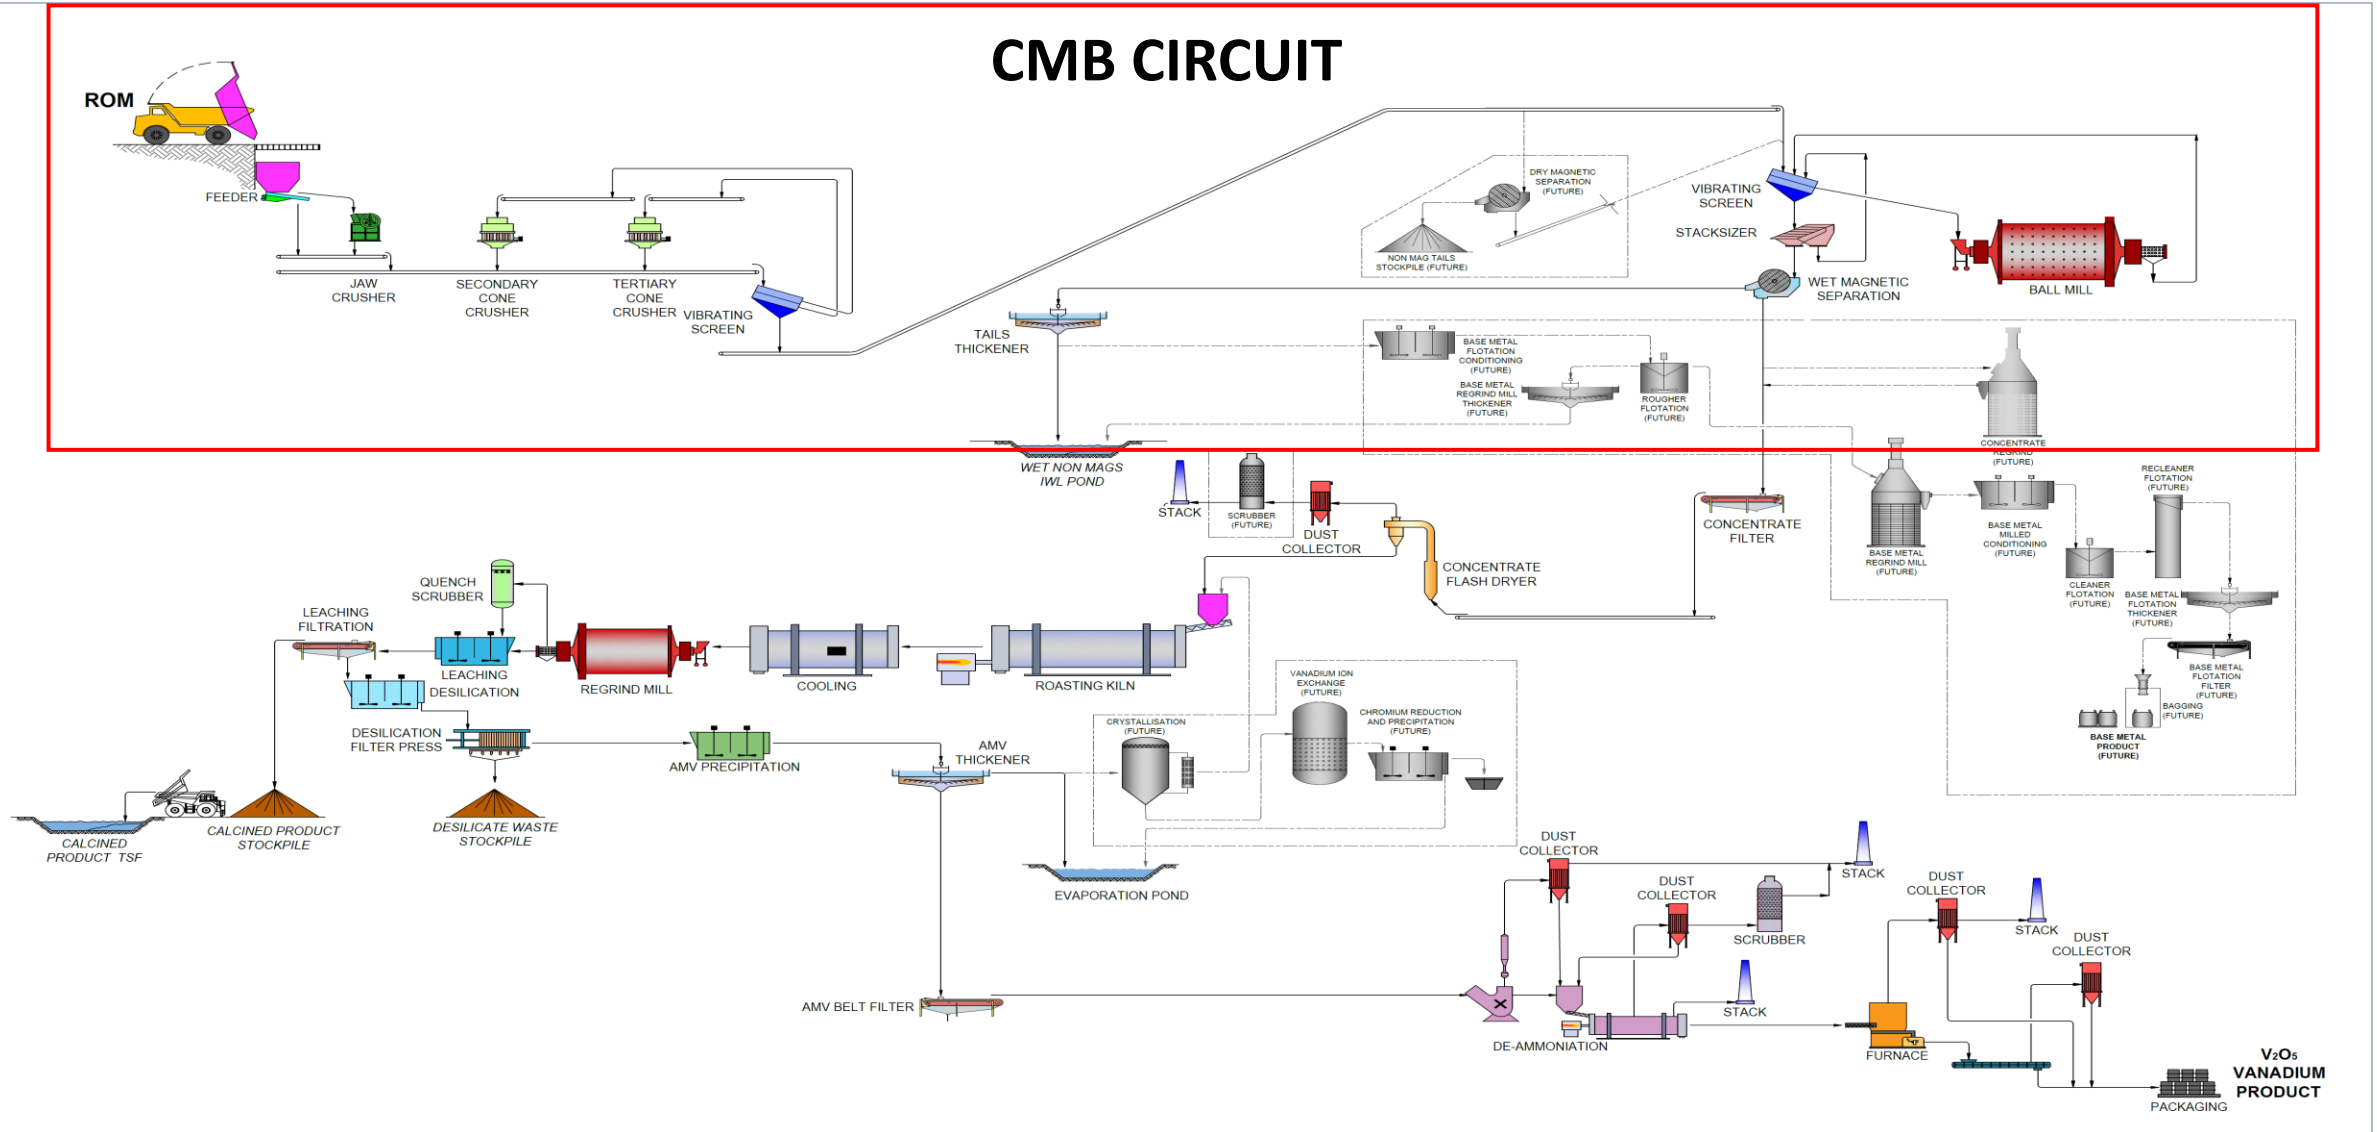 CMB CIRCUIT
ROM
FEEDER
JAW
CRUSHER
SECONDARY
CONE
CRUSHER
TERTIARY
CONE
CRUSHER
VIBRATING
SCREEN
DRY MAGNETIC
SEPARATION
(FUTURE)
NON MAG TAILS
STOCKPILE (FUTURE)
VIBRATING
SCREEN
STACKSIZER
WET MAGNETIC
SEPARATION
BALL MILL
TAILS
THICKENER
BASE METAL
FLOTATION
CONDITIONING
(FUTURE)
BASE METAL
REGRIND MILL
THICKENER
(FUTURE)
ROUGHER
FLOTATION
(FUTURE)
CONCENTRATE
REGRIND
(FUTURE)
WET NON MAGS
IWL POND
STACK
SCRUBBER
(FUTURE)
DUST
COLLECTOR
CONCENTRATE
FLASH DRYER
CONCENTRATE
FILTER
BASE METAL
REGRIND MILL
(FUTURE)
BASE METAL
MILLED
CONDITIONING
(FUTURE)
RECLEANER
FLOTATION
(FUTURE)
CLEANER
FLOTATION
(FUTURE)
BASE METAL
FLOTATION
THICKENER
(FUTURE)
BASE METAL
FLOTATION
FILTER
(FUTURE)
BAGGING
(FUTURE)
BASE METAL
PRODUCT
(FUTURE)
QUENCH
SCRUBBER
LEACHING
FILTRATION
LEACHING
DESILICATION
REGRIND MILL
COOLING
ROASTING KILN
DESILICATION
FILTER PRESS
AMV PRECIPITATION
AMV
THICKENER
CRYSTALLISATION
(FUTURE)
VANADIUM ION
EXCHANGE
(FUTURE)
CHROMIUM REDUCTION
AND PRECIPITATION
(FUTURE)
CALCINED
PRODUCT TSF
CALCINED PRODUCT
STOCKPILE
DESILICATE WASTE
STOCKPILE
EVAPORATION POND
AMV BELT FILTER
DUST
COLLECTOR
STACK
DUST
COLLECTOR
SCRUBBER
STACK
DE-AMMONIATION
DUST
COLLECTOR
STACK
DUST
COLLECTOR
FURNACE
V₂O₅
VANADIUM
PRODUCT
PACKAGING